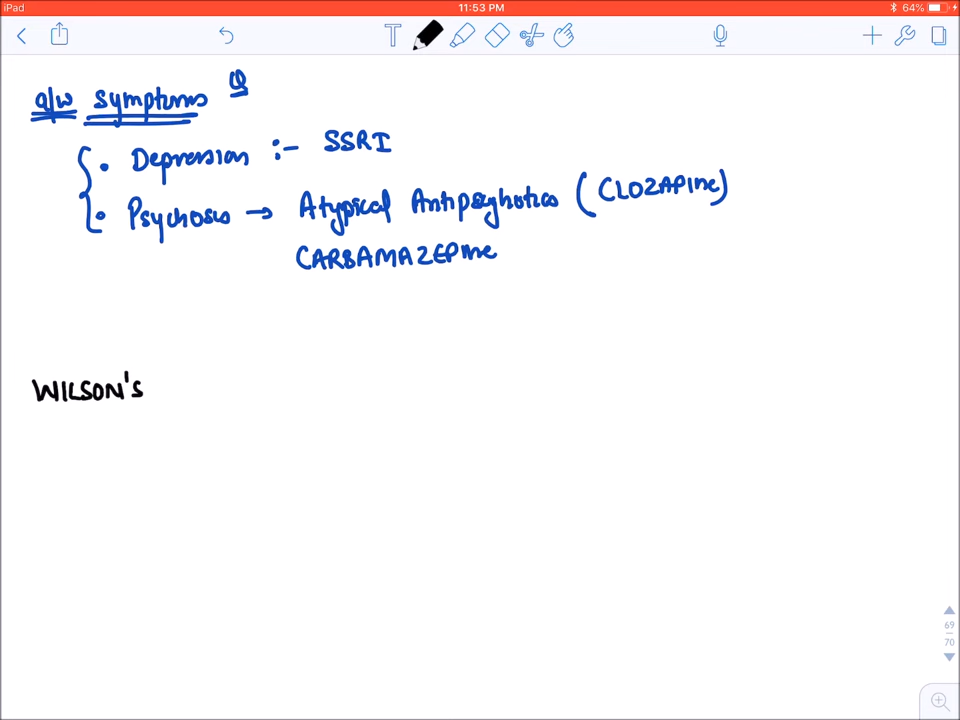 iPad
11:53 PM
64%
T
a/w Symptoms Q
• Depression :- SSRI
• Psychosis → Atypical Antipsychotics (CLOZAPine)
CARBAMAZEPine
WILSON'S
69
70